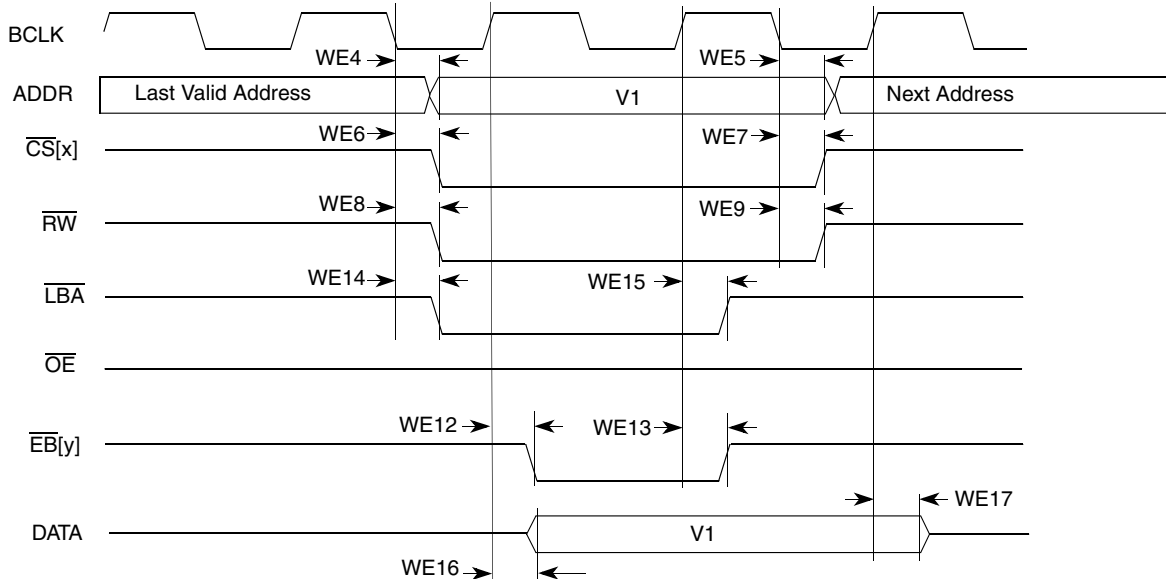 BCLK
WE4
WE5
ADDR
Last Valid Address
V1
Next Address
WE6
WE7
CS[x]
WE8
WE9
RW
WE14
WE15
LBA
OE
WE12
WE13
EB[y]
WE17
DATA
V1
WE16